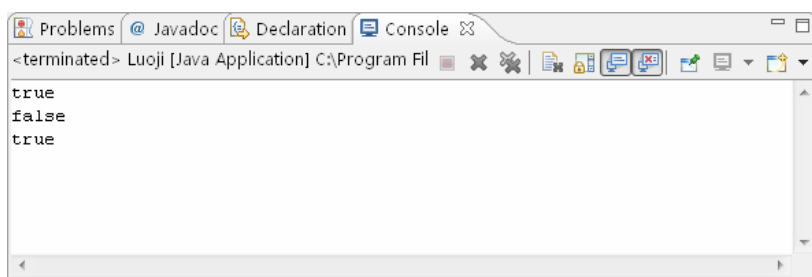 Problems @ Javadoc Declaration Console
<terminated> Luoji [Java Application] C:\Program Fil
true
false
true